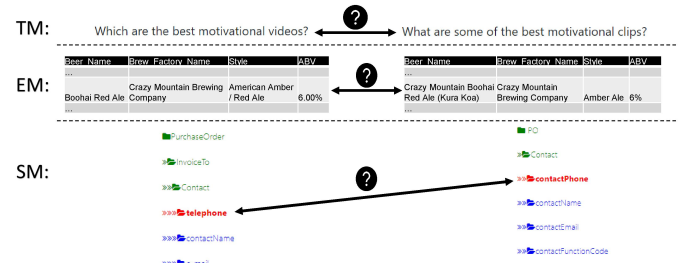 TM: Which are the best motivational videos? ? What are some of the best motivational clips?
Beer_Name Brew_Factory_Name Style ABV
...
Boohai Red Ale Crazy Mountain Brewing Company American Amber / Red Ale 6.00%
...
EM: ?
Beer_Name Brew_Factory_Name Style ABV
...
Crazy Mountain Boohai Red Ale (Kura Koa) Crazy Mountain Brewing Company Amber Ale 6%
...
SM: ?
PurchaseOrder
»InvoiceTo
»»Contact
»»»telephone
»»»contactName
»»»e-mail
PO
»Contact
»»contactPhone
»»contactName
»»contactEmail
»»contactFunctionCode